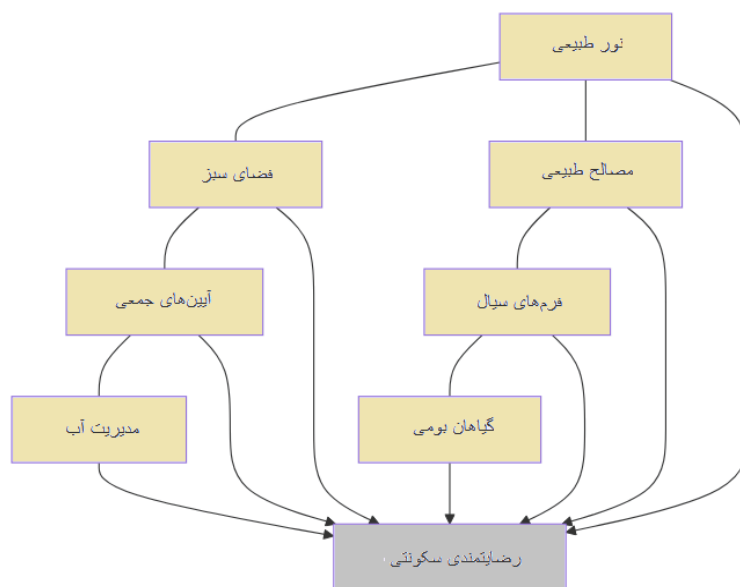 نور طبیعی
فضای سبز
مصالح طبیعی
آیین‌های جمعی
فرم‌های سیال
مدیریت آب
گیاهان بومی
رضایتمندی سکونتی